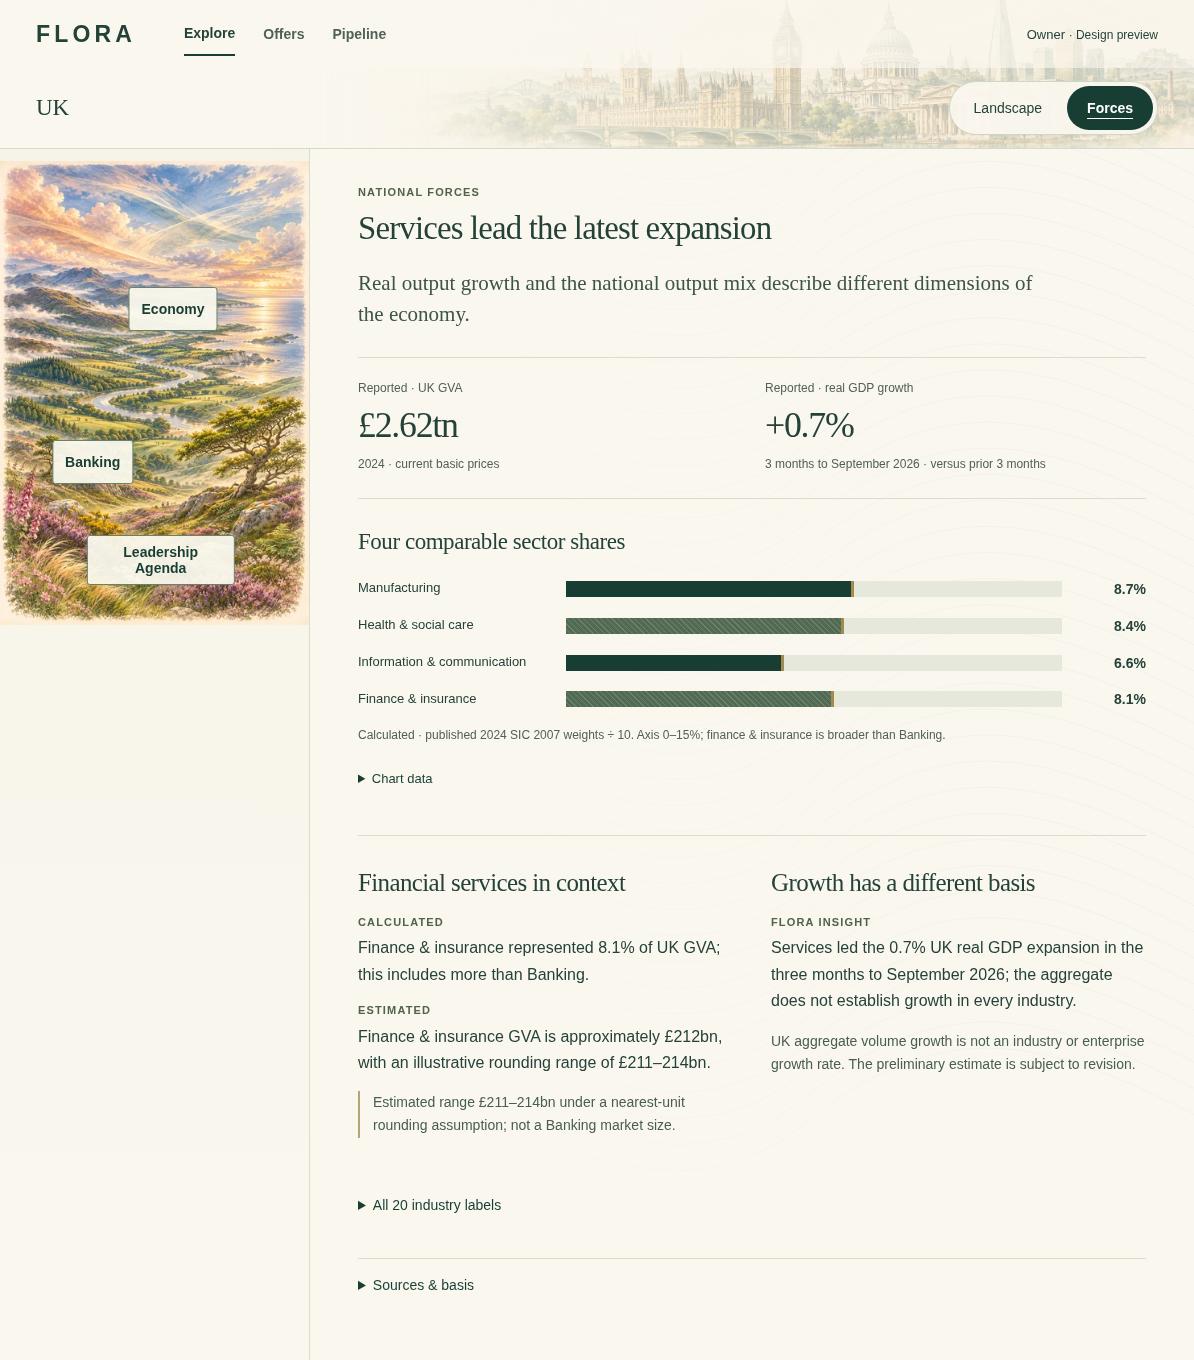 FLORA
Explore
Offers
Pipeline
Owner · Design preview
UK
Landscape
Forces
Economy
Banking
Leadership
Agenda
NATIONAL FORCES
Services lead the latest expansion
Real output growth and the national output mix describe different dimensions of
the economy.
Reported · UK GVA
£2.62tn
2024 · current basic prices
Reported · real GDP growth
+0.7%
3 months to September 2026 · versus prior 3 months
Four comparable sector shares
Manufacturing 8.7%
Health & social care 8.4%
Information & communication 6.6%
Finance & insurance 8.1%
Calculated · published 2024 SIC 2007 weights ÷ 10. Axis 0–15%; finance & insurance is broader than Banking.
Chart data
Financial services in context
CALCULATED
Finance & insurance represented 8.1% of UK GVA;
this includes more than Banking.
ESTIMATED
Finance & insurance GVA is approximately £212bn,
with an illustrative rounding range of £211–214bn.
Estimated range £211–214bn under a nearest-unit
rounding assumption; not a Banking market size.
Growth has a different basis
FLORA INSIGHT
Services led the 0.7% UK real GDP expansion in the
three months to September 2026; the aggregate
does not establish growth in every industry.
UK aggregate volume growth is not an industry or enterprise
growth rate. The preliminary estimate is subject to revision.
All 20 industry labels
Sources & basis